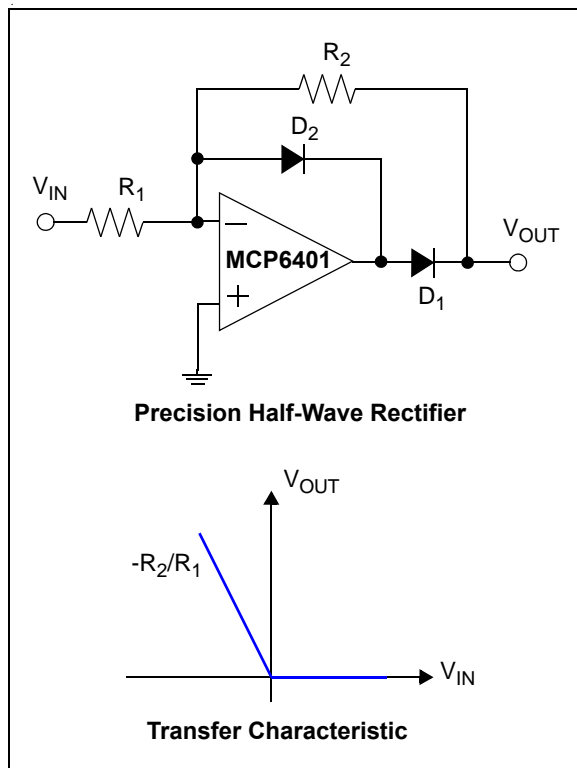 R2
D2
VIN
R1
−
VOUT
MCP6401
+
D1
Precision Half-Wave Rectifier
VOUT
-R2/R1
VIN
Transfer Characteristic